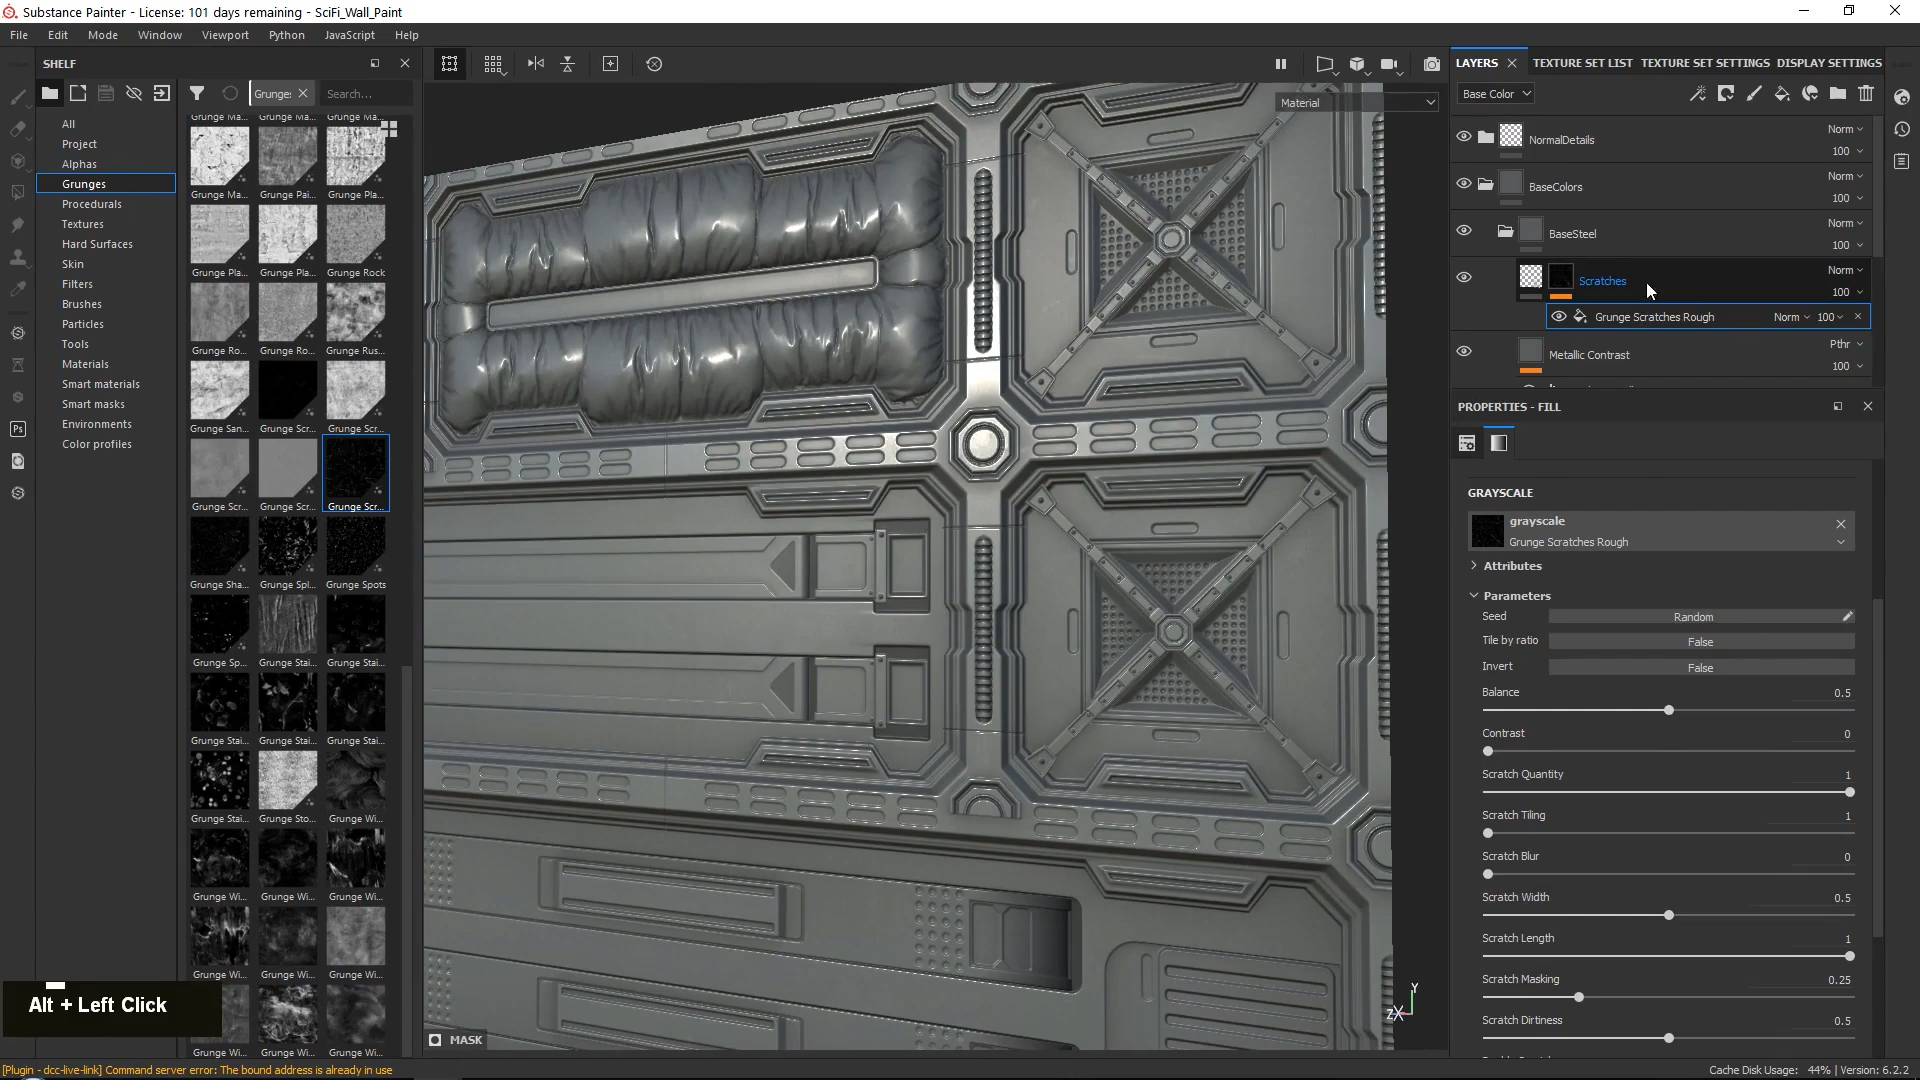 Substance Painter - License: 101 days remaining - SciFi_Wall_Paint
File Edit Mode Window Viewport Python JavaScript Help
SHELF
Grunge:
Search...
All
Project
Alphas
Grunges
Procedurals
Textures
Hard Surfaces
Skin
Filters
Brushes
Particles
Tools
Materials
Smart materials
Smart masks
Environments
Color profiles
Grunge Ma... Grunge Ma... Grunge Ma...
Grunge Ma... Grunge Pai... Grunge Pla...
Grunge Pla... Grunge Pla... Grunge Rock
Grunge Ro... Grunge Ro... Grunge Rus...
Grunge San... Grunge Scr... Grunge Scr...
Grunge Scr... Grunge Scr... Grunge Scr...
Grunge Sha... Grunge Spl... Grunge Spots
Grunge Sp... Grunge Stai... Grunge Stai...
Grunge Stai... Grunge Stai... Grunge Stai...
Grunge Stai... Grunge Sto... Grunge Wi...
Grunge Wi... Grunge Wi... Grunge Wi...
Grunge Wi... Grunge Wi... Grunge Wi...
Grunge Wi... Grunge Wi... Grunge Wi...
Ps
Alt + Left Click
Material
MASK
Y
Z X
LAYERS TEXTURE SET LIST TEXTURE SET SETTINGS DISPLAY SETTINGS
Base Color
NormalDetails Norm 100
BaseColors Norm 100
BaseSteel Norm 100
Scratches Norm 100
Grunge Scratches Rough Norm 100
Metallic Contrast Pthr 100
PROPERTIES - FILL
GRAYSCALE
grayscale
Grunge Scratches Rough
Attributes
Parameters
Seed Random
Tile by ratio False
Invert False
Balance 0.5
Contrast 0
Scratch Quantity 1
Scratch Tiling 1
Scratch Blur 0
Scratch Width 0.5
Scratch Length 1
Scratch Masking 0.25
Scratch Dirtiness 0.5
[Plugin - dcc-live-link] Command server error: The bound address is already in use
Cache Disk Usage: 44% | Version: 6.2.2